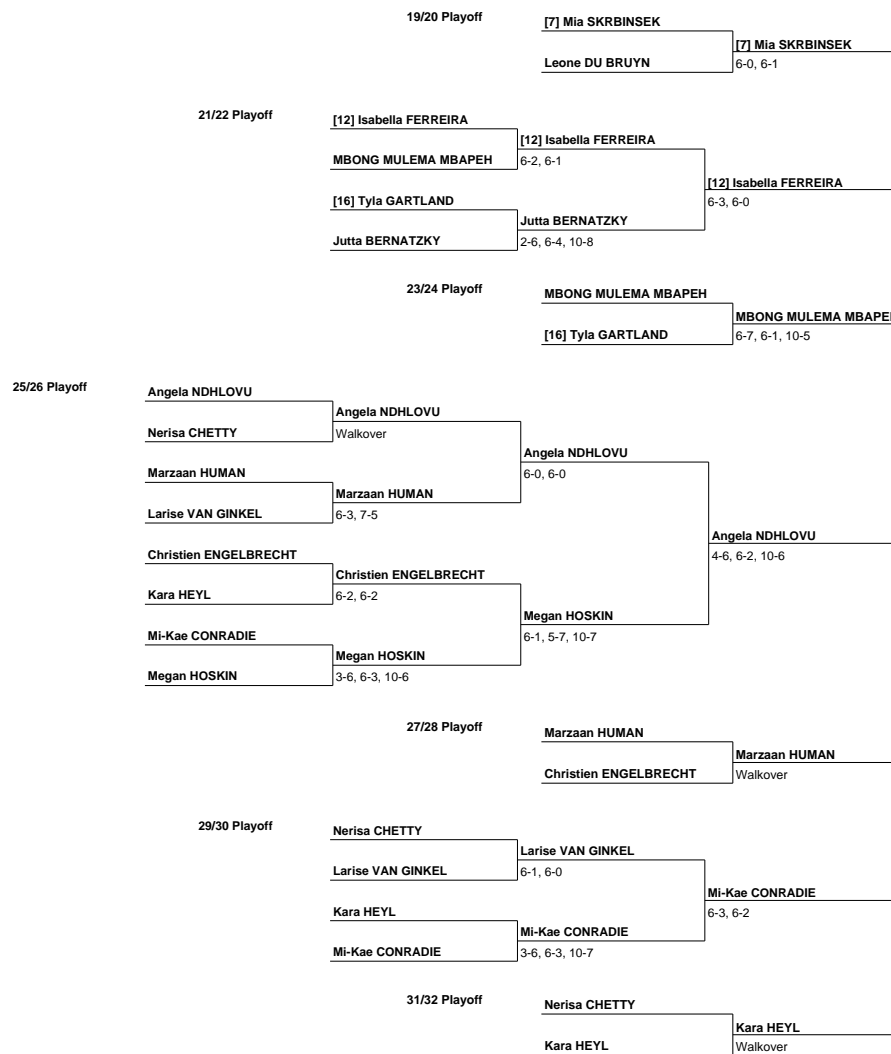 19/20 Playoff
[7] Mia SKRBINSEK
[7] Mia SKRBINSEK
Leone DU BRUYN
6-0, 6-1
21/22 Playoff
[12] Isabella FERREIRA
[12] Isabella FERREIRA
MBONG MULEMA MBAPEH
6-2, 6-1
[12] Isabella FERREIRA
6-3, 6-0
[16] Tyla GARTLAND
Jutta BERNATZKY
Jutta BERNATZKY
2-6, 6-4, 10-8
23/24 Playoff
MBONG MULEMA MBAPEH
MBONG MULEMA MBAPEH
[16] Tyla GARTLAND
6-7, 6-1, 10-5
25/26 Playoff
Angela NDHLOVU
Angela NDHLOVU
Nerisa CHETTY
Walkover
Angela NDHLOVU
6-0, 6-0
Marzaan HUMAN
Marzaan HUMAN
Larise VAN GINKEL
6-3, 7-5
Angela NDHLOVU
4-6, 6-2, 10-6
Christien ENGELBRECHT
Christien ENGELBRECHT
Kara HEYL
6-2, 6-2
Megan HOSKIN
6-1, 5-7, 10-7
Mi-Kae CONRADIE
Megan HOSKIN
Megan HOSKIN
3-6, 6-3, 10-6
27/28 Playoff
Marzaan HUMAN
Marzaan HUMAN
Christien ENGELBRECHT
Walkover
29/30 Playoff
Nerisa CHETTY
Larise VAN GINKEL
Larise VAN GINKEL
6-1, 6-0
Mi-Kae CONRADIE
6-3, 6-2
Kara HEYL
Mi-Kae CONRADIE
Mi-Kae CONRADIE
3-6, 6-3, 10-7
31/32 Playoff
Nerisa CHETTY
Kara HEYL
Kara HEYL
Walkover